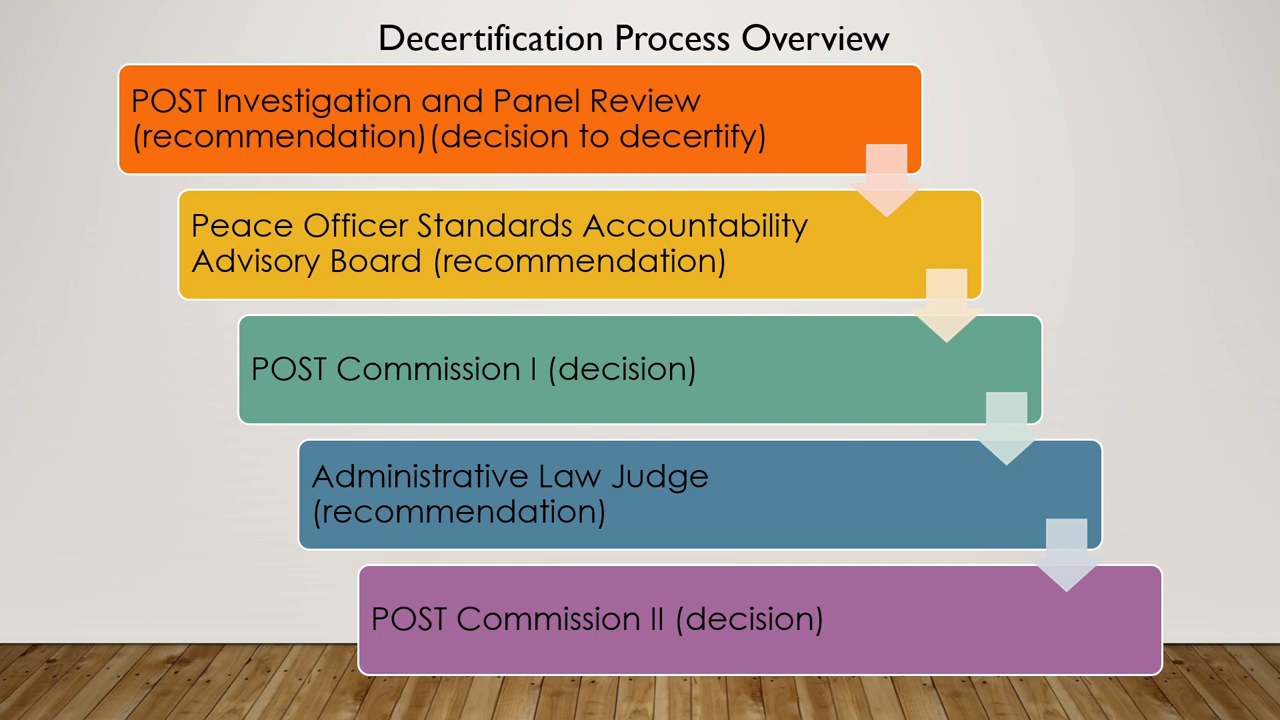 Decertification Process Overview
POST Investigation and Panel Review
(recommendation)(decision to decertify)
Peace Officer Standards Accountability
Advisory Board (recommendation)
POST Commission I (decision)
Administrative Law Judge
(recommendation)
POST Commission II (decision)